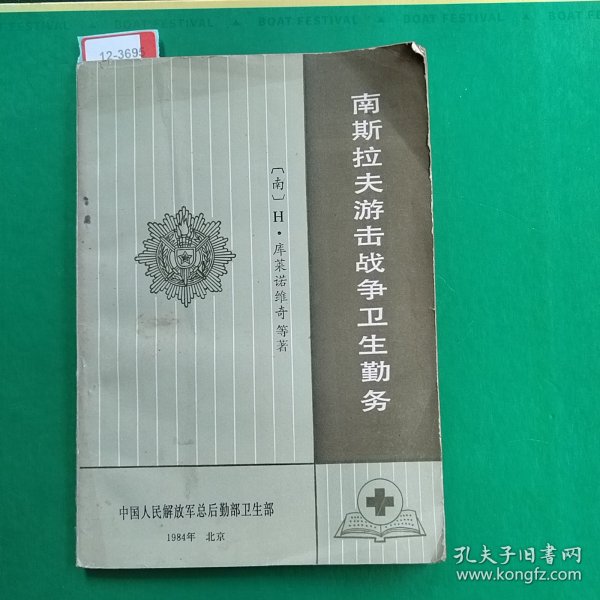 BOAT FESTIVAL
BOAT FESTIVAL
BOAT FESTIVAL
12-3695
南斯拉夫游击战争卫生勤务
〔南〕H·库莱诺维奇等著
中国人民解放军总后勤部卫生部
1984年 北京
孔夫子旧书网
www.kongfz.com